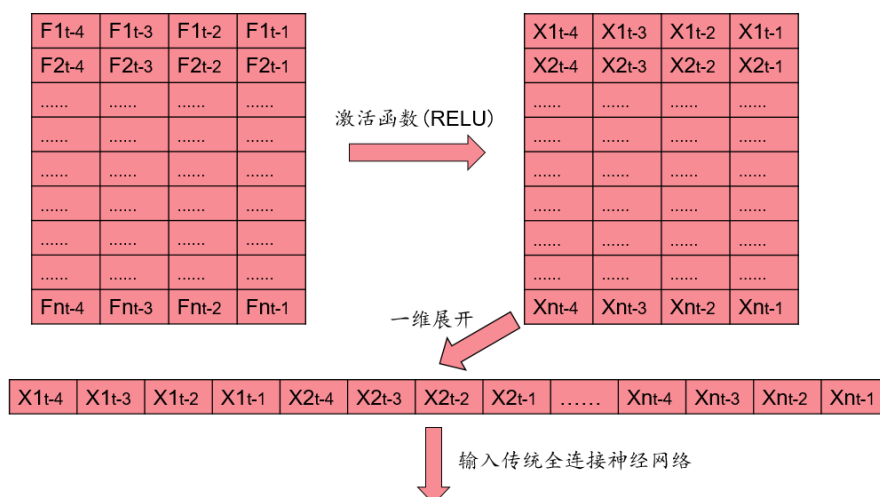 F1t-4 F1t-3 F1t-2 F1t-1
F2t-4 F2t-3 F2t-2 F2t-1
...... ...... ...... ......
...... ...... ...... ......
...... ...... ...... ......
...... ...... ...... ......
...... ...... ...... ......
...... ...... ...... ......
Fnt-4 Fnt-3 Fnt-2 Fnt-1
激活函数(RELU)
X1t-4 X1t-3 X1t-2 X1t-1
X2t-4 X2t-3 X2t-2 X2t-1
...... ...... ...... ......
...... ...... ...... ......
...... ...... ...... ......
...... ...... ...... ......
...... ...... ...... ......
...... ...... ...... ......
Xnt-4 Xnt-3 Xnt-2 Xnt-1
一维展开
X1t-4 X1t-3 X1t-2 X1t-1 X2t-4 X2t-3 X2t-2 X2t-1 …… Xnt-4 Xnt-3 Xnt-2 Xnt-1
输入传统全连接神经网络